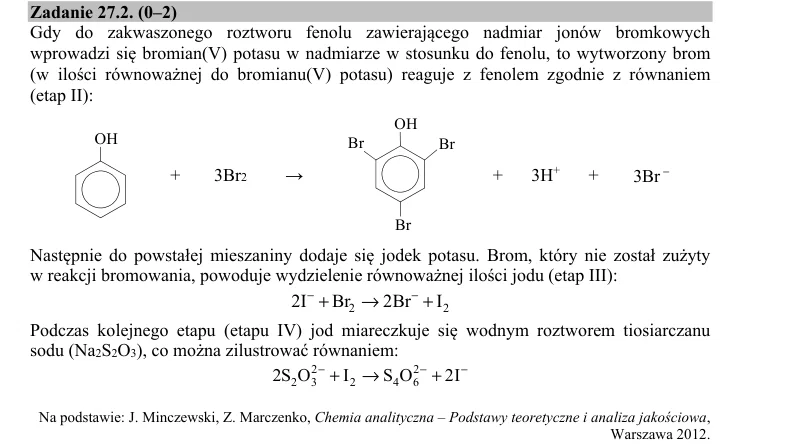 Zadanie 27.2. (0–2)
Gdy do zakwaszonego roztworu fenolu zawierającego nadmiar jonów bromkowych
wprowadzi się bromian(V) potasu w nadmiarze w stosunku do fenolu, to wytworzony brom
(w ilości równoważnej do bromianu(V) potasu) reaguje z fenolem zgodnie z równaniem
(etap II):
OH + 3Br₂ → OH Br Br Br + 3H⁺ + 3Br⁻
Następnie do powstałej mieszaniny dodaje się jodek potasu. Brom, który nie został zużyty
w reakcji bromowania, powoduje wydzielenie równoważnej ilości jodu (etap III):
2I⁻ + Br₂ → 2Br⁻ + I₂
Podczas kolejnego etapu (etapu IV) jod miareczkuje się wodnym roztworem tiosiarczanu
sodu (Na₂S₂O₃), co można zilustrować równaniem:
2S₂O₃²⁻ + I₂ → S₄O₆²⁻ + 2I⁻
Na podstawie: J. Minczewski, Z. Marczenko, Chemia analityczna – Podstawy teoretyczne i analiza jakościowa,
Warszawa 2012.